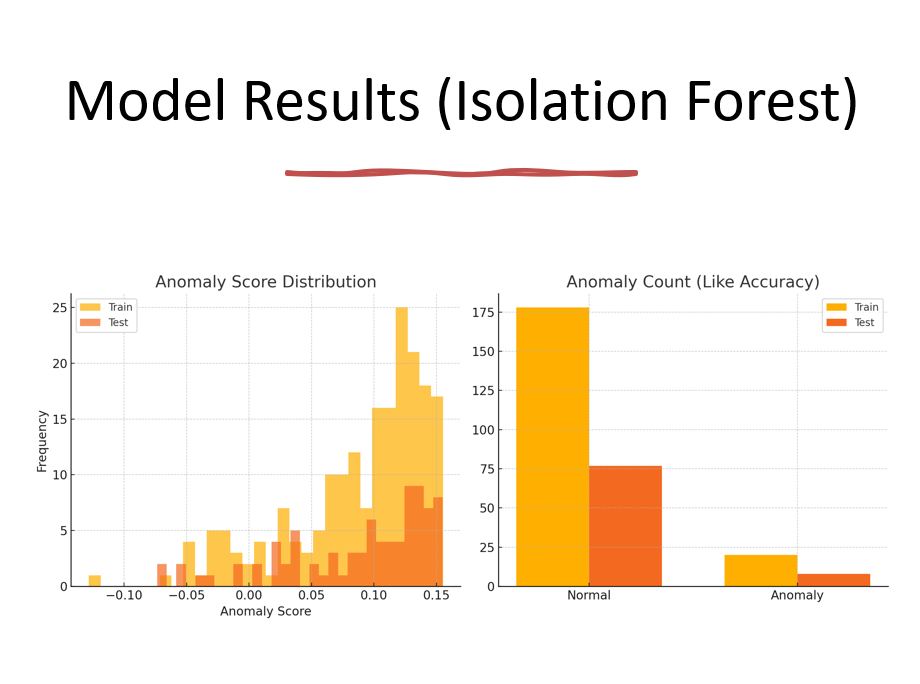 Model Results (Isolation Forest)
Anomaly Score Distribution
Train
Test
25
20
15
10
5
0
Frequency
−0.10 −0.05 0.00 0.05 0.10 0.15
Anomaly Score
Anomaly Count (Like Accuracy)
Train
Test
175
150
125
100
75
50
25
0
Normal Anomaly